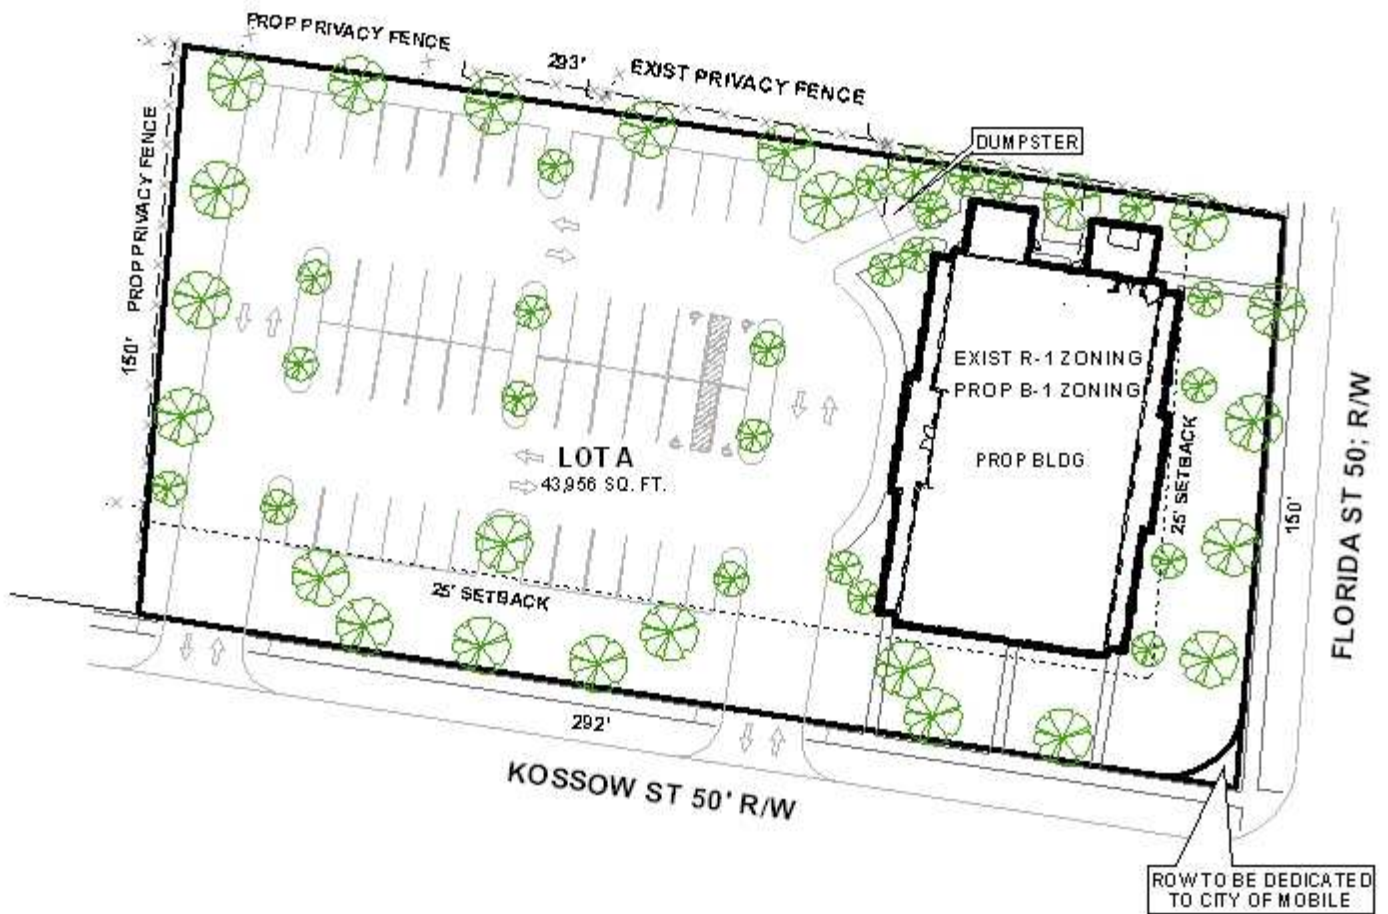 PROP PRIVACY FENCE
293'
EXIST PRIVACY FENCE
DUMPSTER
PROP PRIVACY FENCE
150'
EXIST R-1 ZONING
PROP B-1 ZONING
PROP BLDG
LOT A
43,956 SQ. FT.
25' SETBACK
25' SETBACK
150'
FLORIDA ST 50; R/W
292'
KOSSOW ST 50' R/W
ROW TO BE DEDICATED
TO CITY OF MOBILE